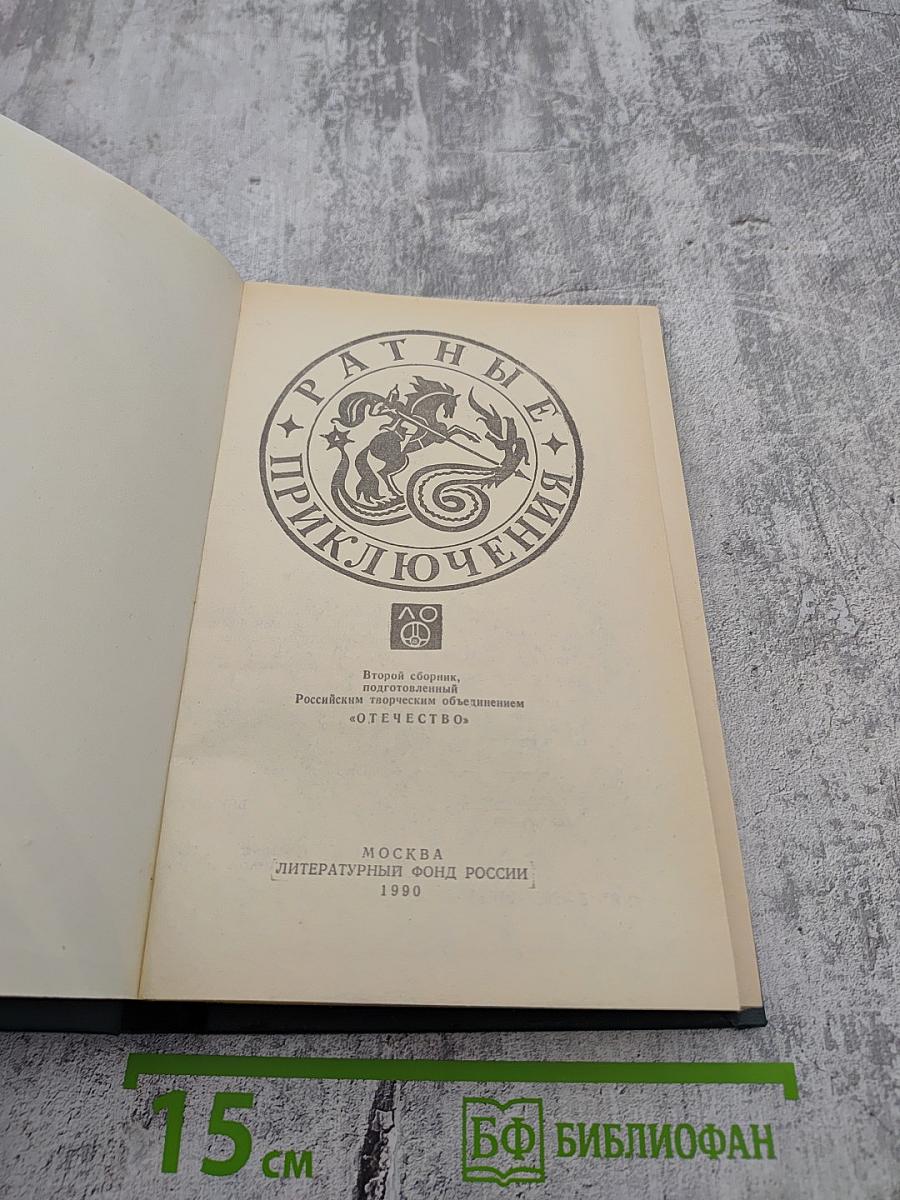 РАТНЫЕ
ПРИКЛЮЧЕНИЯ
ЛО
Второй сборник,
подготовленный
Российским творческим объединением
«ОТЕЧЕСТВО»
МОСКВА
ЛИТЕРАТУРНЫЙ ФОНД РОССИИ
1990
15 см
БФ БИБЛИОФАН